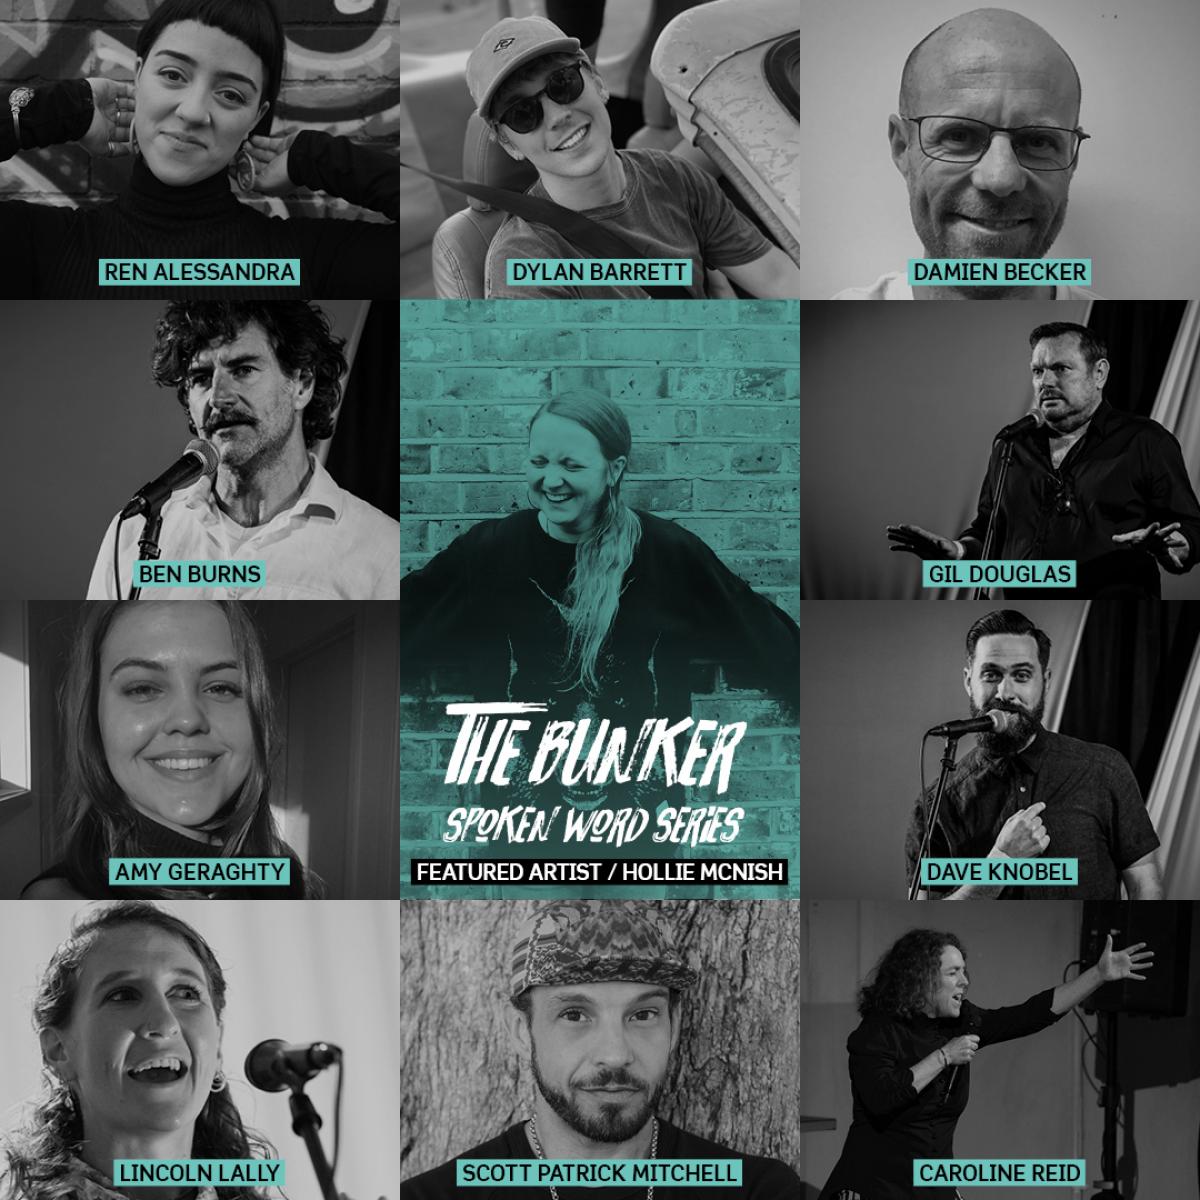 REN ALESSANDRA
DYLAN BARRETT
DAMIEN BECKER
BEN BURNS
GIL DOUGLAS
AMY GERAGHTY
THE BUNKER
SPOKEN WORD SERIES
FEATURED ARTIST / HOLLIE MCNISH
DAVE KNOBEL
LINCOLN LALLY
SCOTT PATRICK MITCHELL
CAROLINE REID